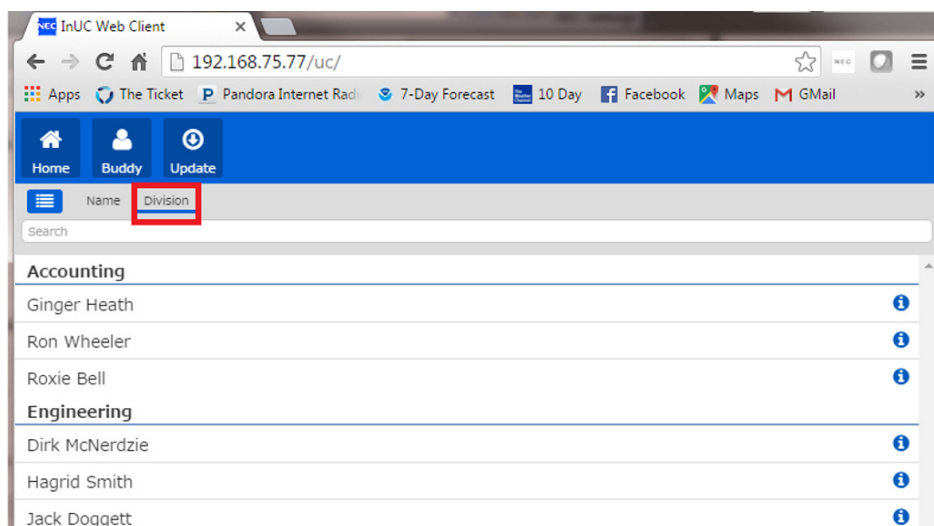 NEC InUC Web Client
192.168.75.77/uc/ NEC
Apps The Ticket P Pandora Internet Radi 7-Day Forecast 10 Day Facebook Maps GMail »
Home Buddy Update
Name Division
Search
Accounting
Ginger Heath
Ron Wheeler
Roxie Bell
Engineering
Dirk McNerdzie
Hagrid Smith
Jack Doggett